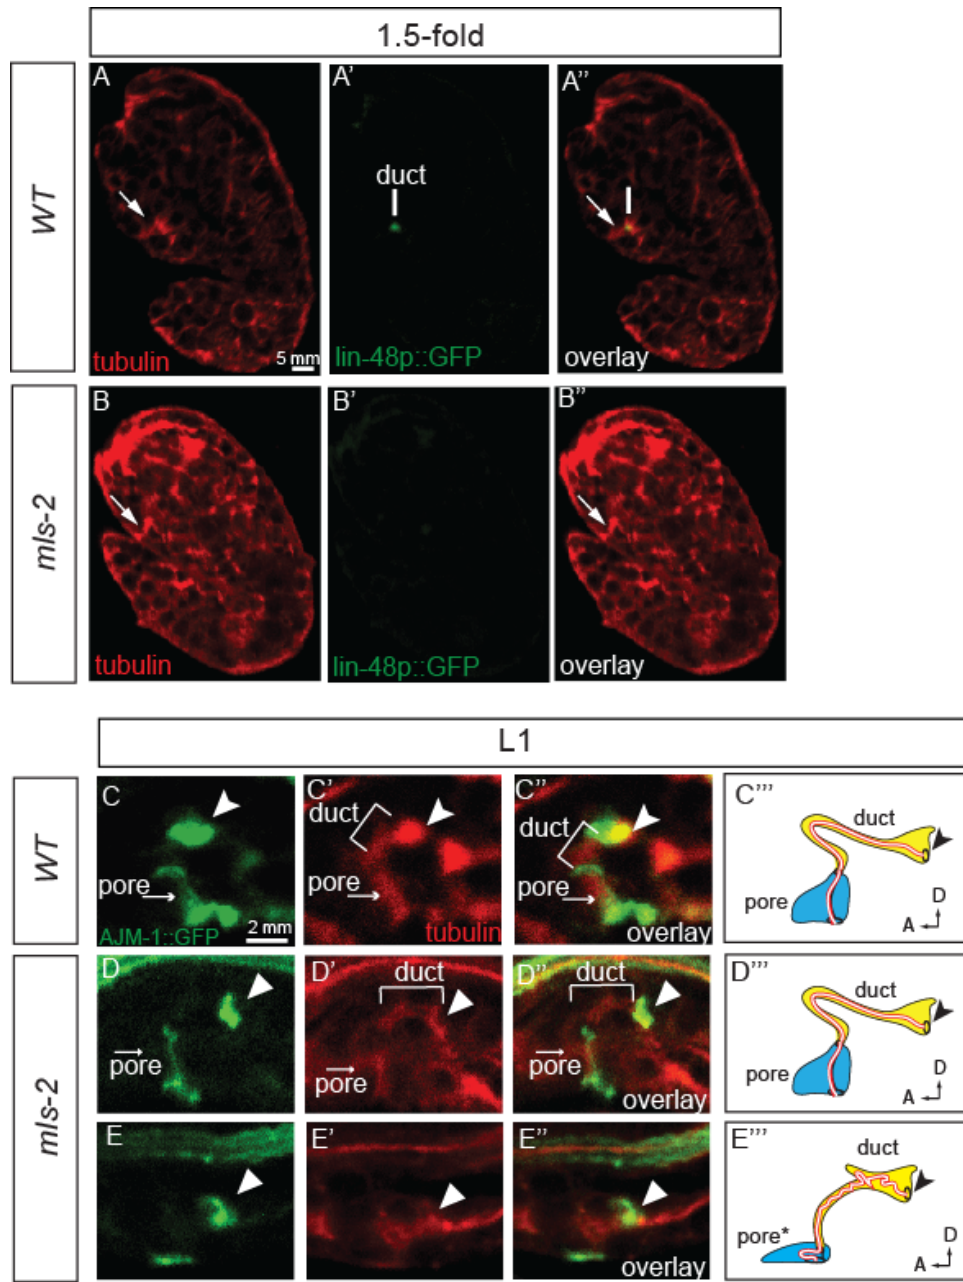 1.5-fold
WT
A
A'
A''
duct
tubulin
5 mm
lin-48p::GFP
overlay
mls-2
B
B'
B''
tubulin
lin-48p::GFP
overlay
L1
WT
C
C'
C''
C'''
duct
duct
duct
pore
pore
pore
pore
D
A
AJM-1::GFP
2 mm
tubulin
overlay
mls-2
D
D'
D''
D'''
duct
duct
duct
pore
pore
pore
pore
D
A
overlay
E
E'
E''
E'''
duct
pore*
D
A
overlay